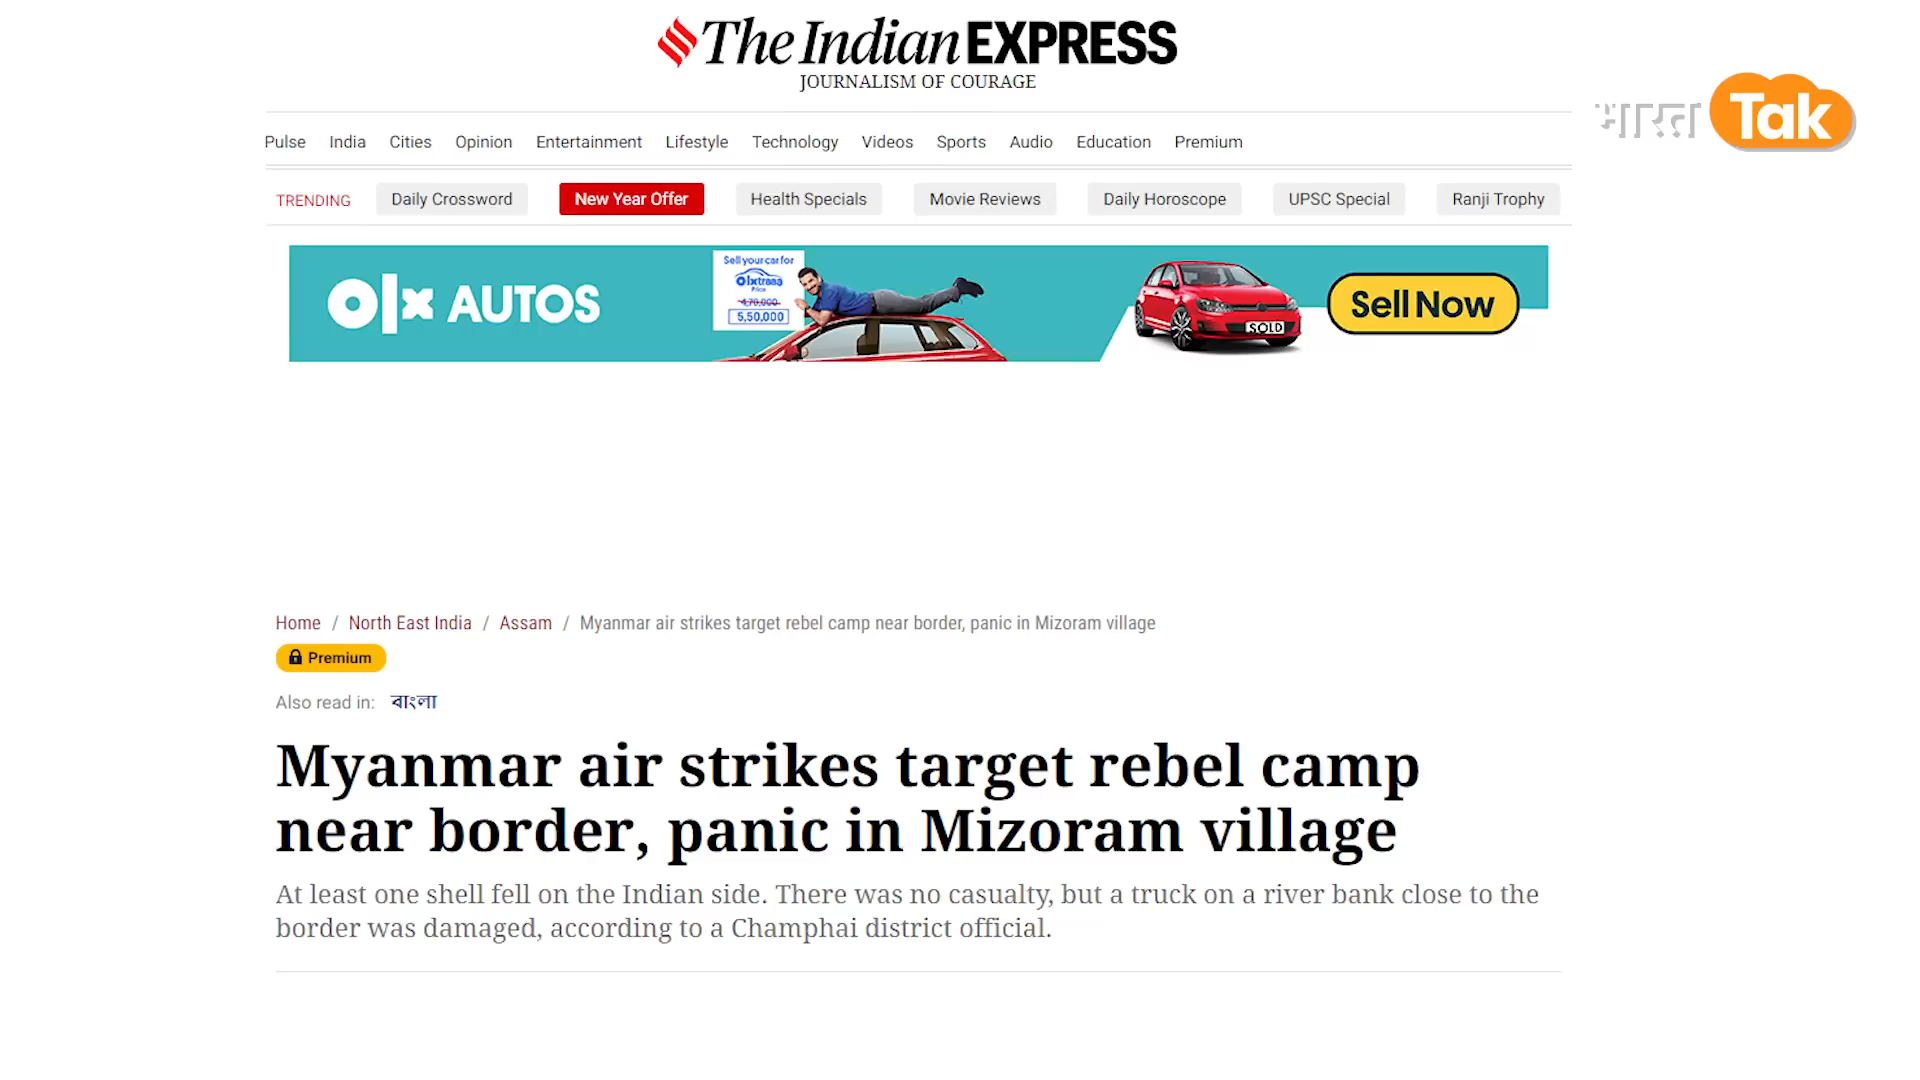 The Indian EXPRESS
JOURNALISM OF COURAGE
भारत Tak
Pulse India Cities Opinion Entertainment Lifestyle Technology Videos Sports Audio Education Premium
TRENDING Daily Crossword New Year Offer Health Specials Movie Reviews Daily Horoscope UPSC Special Ranji Trophy
olx AUTOS
Sell your car for
olxtraaa
Price
4,70,000
5,50,000
SOLD
Sell Now
Home / North East India / Assam / Myanmar air strikes target rebel camp near border, panic in Mizoram village
Premium
Also read in: বাংলা
Myanmar air strikes target rebel camp
near border, panic in Mizoram village
At least one shell fell on the Indian side. There was no casualty, but a truck on a river bank close to the
border was damaged, according to a Champhai district official.